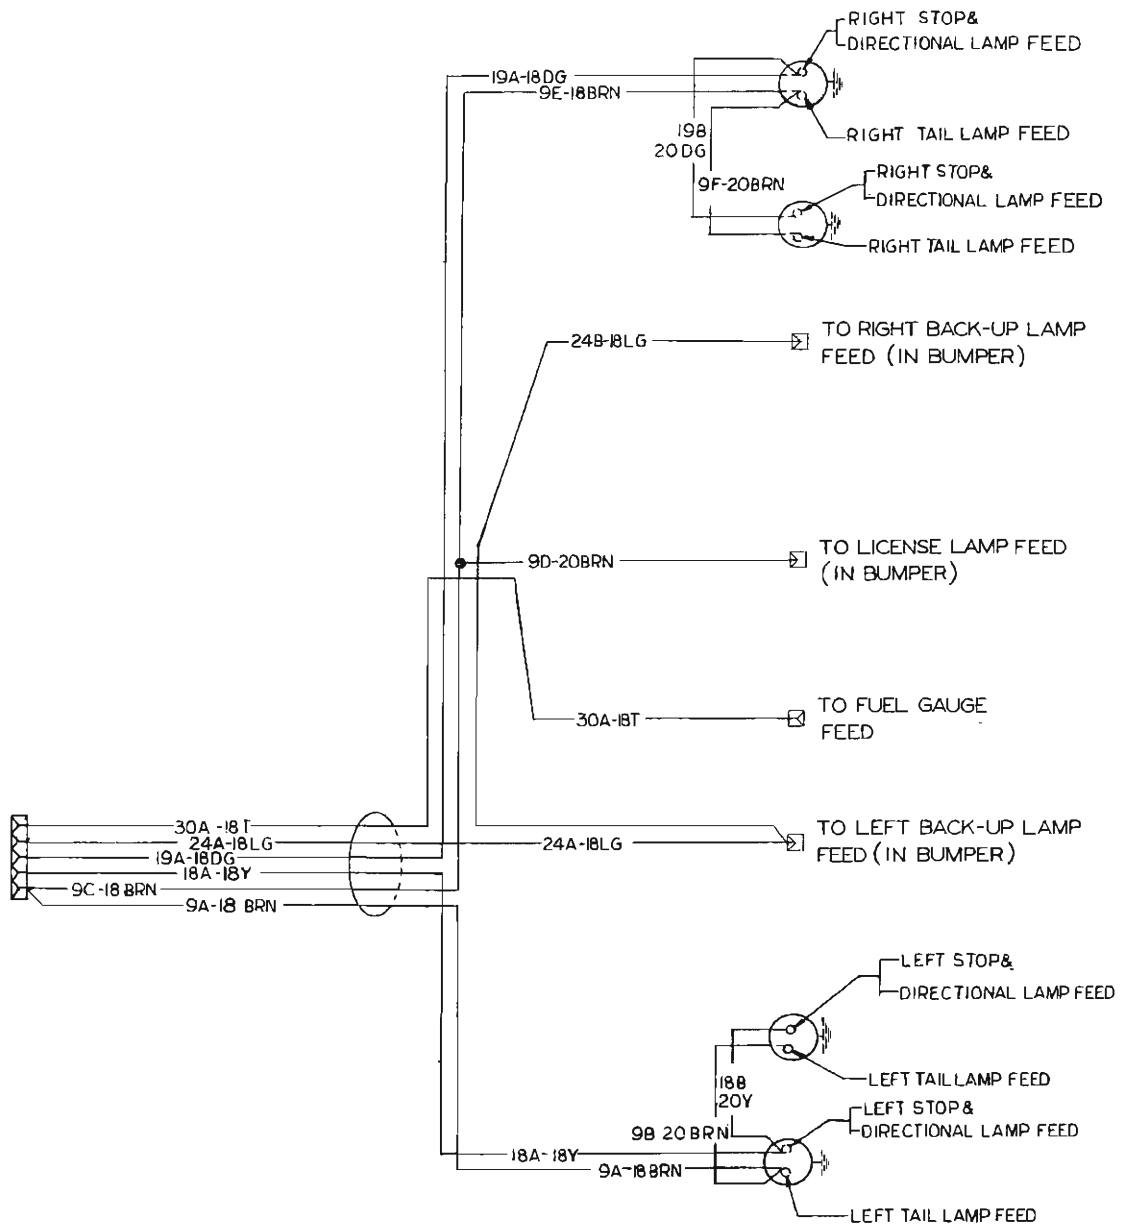 RIGHT STOP&
DIRECTIONAL LAMP FEED
19A-18DG
9E-18BRN
RIGHT TAIL LAMP FEED
19B
20DG
9F-20BRN
RIGHT STOP&
DIRECTIONAL LAMP FEED
RIGHT TAIL LAMP FEED
24B-18LG
TO RIGHT BACK-UP LAMP
FEED (IN BUMPER)
9D-20BRN
TO LICENSE LAMP FEED
(IN BUMPER)
30A-18T
TO FUEL GAUGE
FEED
30A-18T
24A-18LG
19A-18DG
18A-18Y
9C-18 BRN
9A-18 BRN
24A-18LG
TO LEFT BACK-UP LAMP
FEED (IN BUMPER)
LEFT STOP&
DIRECTIONAL LAMP FEED
LEFT TAIL LAMP FEED
18B
20Y
9B 20 BRN
LEFT STOP&
DIRECTIONAL LAMP FEED
18A-18Y
9A-18BRN
LEFT TAIL LAMP FEED